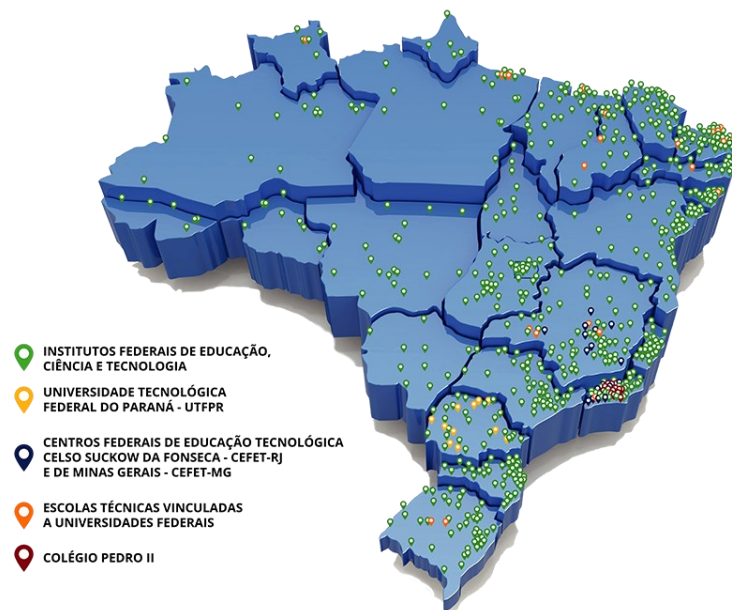 INSTITUTOS FEDERAIS DE EDUCAÇÃO,
CIÊNCIA E TECNOLOGIA
UNIVERSIDADE TECNOLÓGICA
FEDERAL DO PARANÁ - UTFPR
CENTROS FEDERAIS DE EDUCAÇÃO TECNOLÓGICA
CELSO SUCKOW DA FONSECA - CEFET-RJ
E DE MINAS GERAIS - CEFET-MG
ESCOLAS TÉCNICAS VINCULADAS
A UNIVERSIDADES FEDERAIS
COLÉGIO PEDRO II